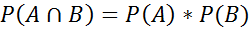 P(A ∩ B) = P(A) * P(B)